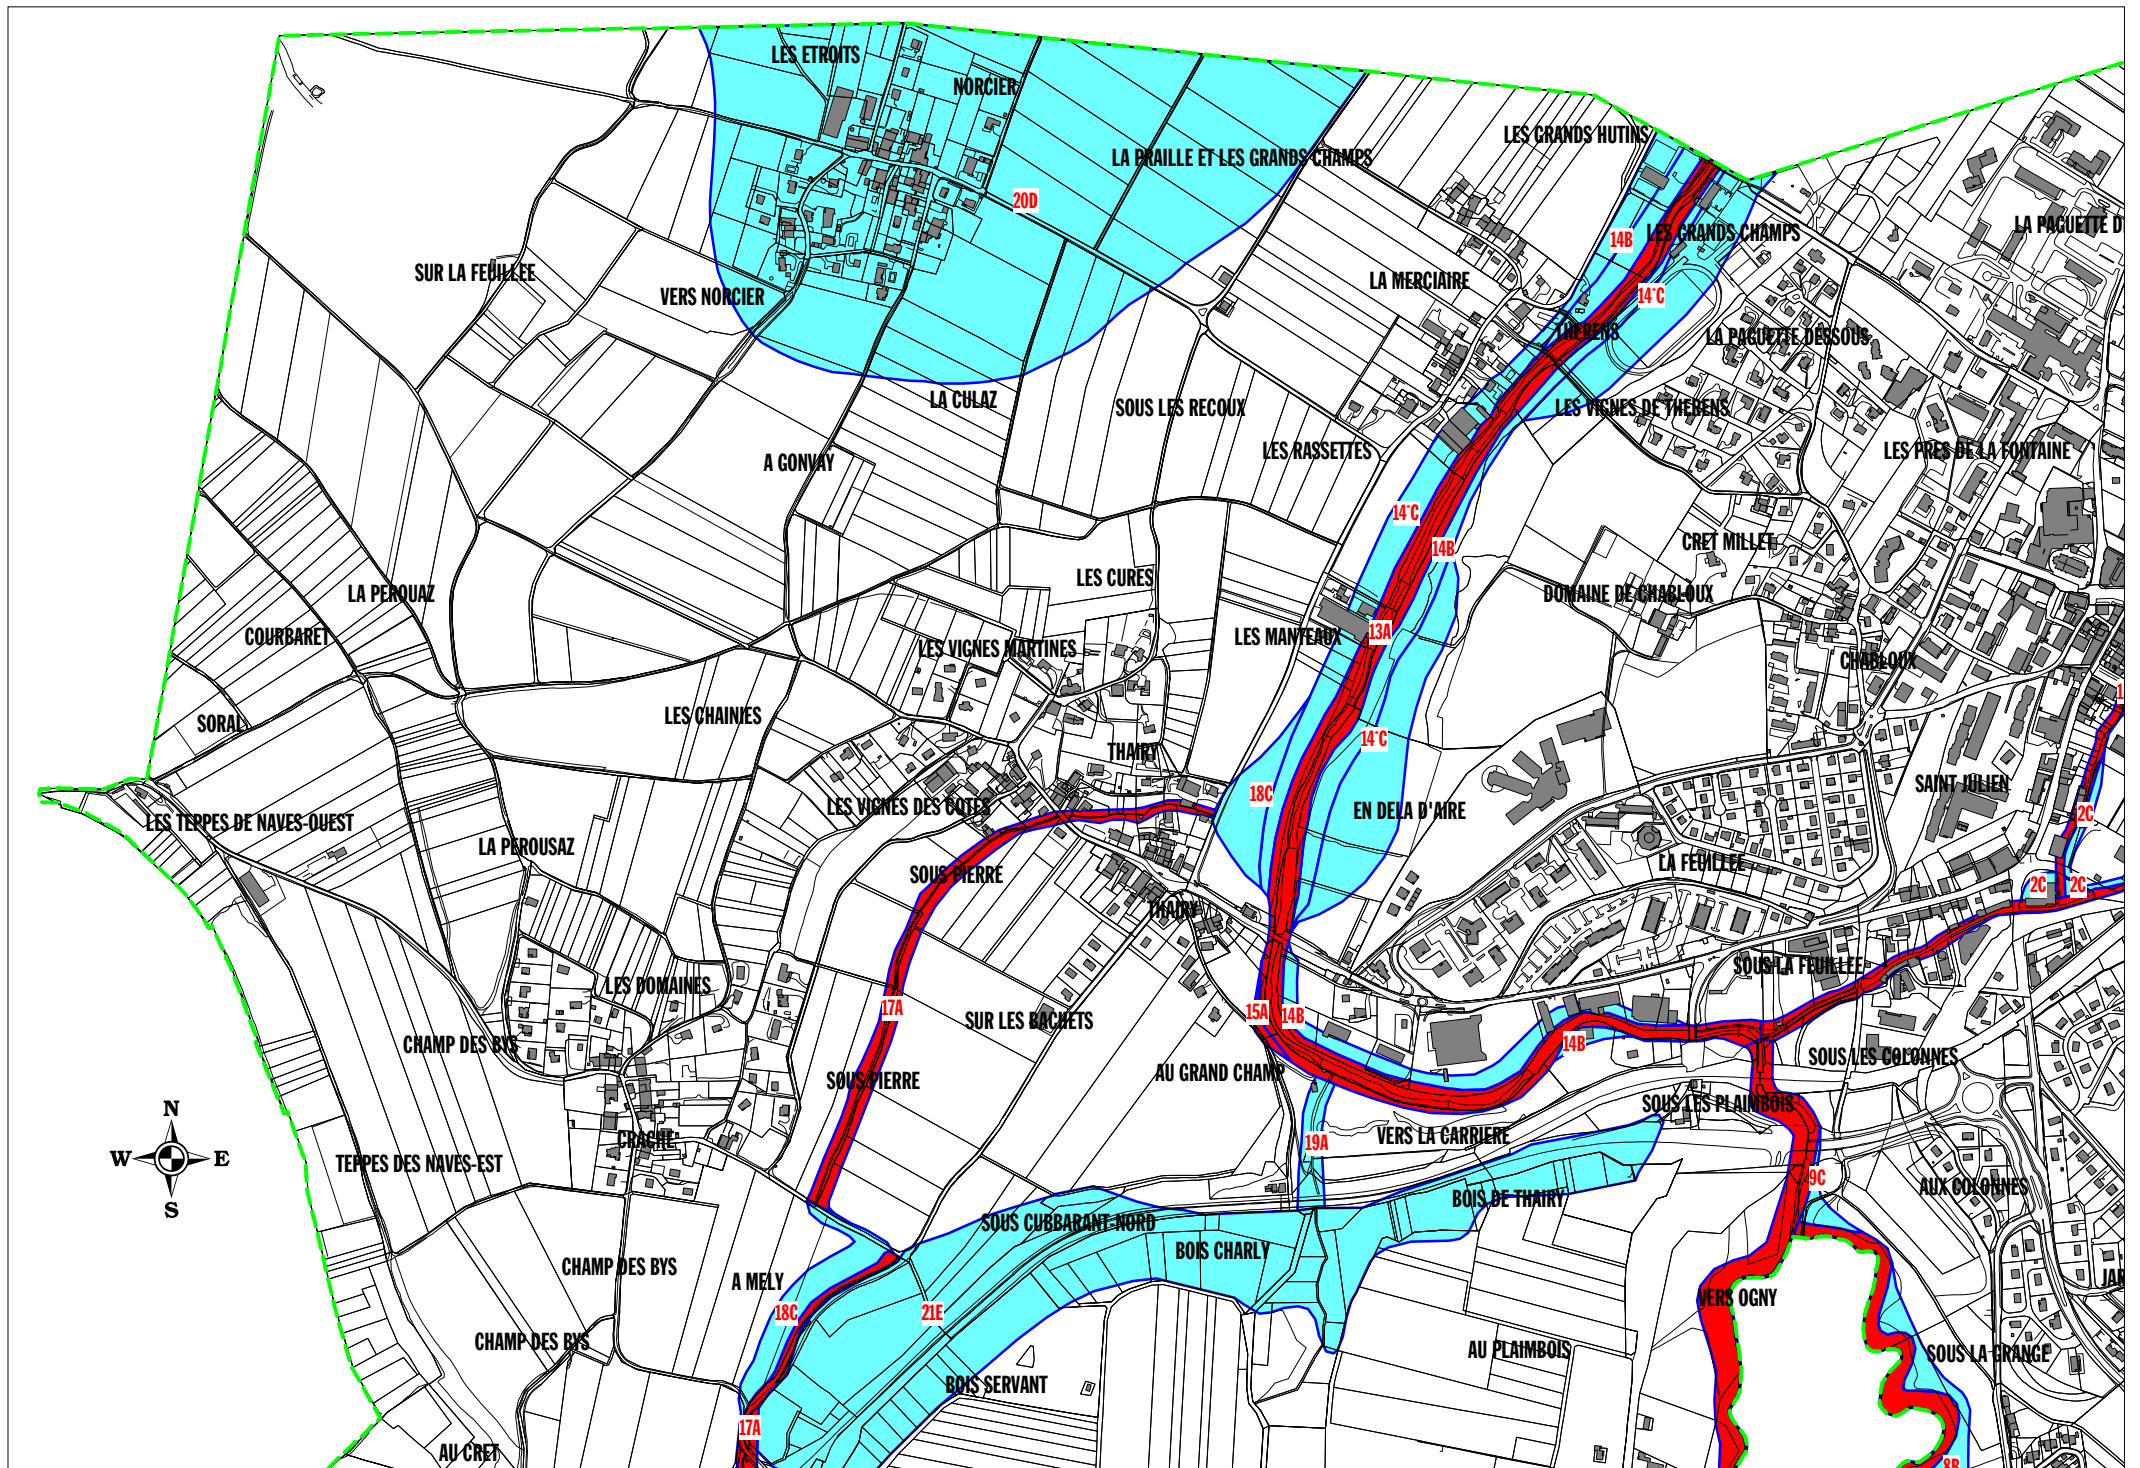 LES ETROITS
NORCIER
LES GRANDS HUTINS
LA PRAILLE ET LES GRANDS CHAMPS
20D
LA PAGUETTE D
14B
LES GRANDS CHAMPS
SUR LA FEUILLEE
VERS NORCIER
LA MERCIAIRE
14*C
THERENS
LA PAGUETTE DESSOUS
LA CULAZ
SOUS LES RECOUX
LES VIGNES DE THERENS
A GONVAY
LES RASSETTES
LES PRES DE LA FONTAINE
14*C
14B
CRET MILLET
LES CURES
LA PEROUAZ
DOMAINE DE CHABLOUX
COURBARET
LES VIGNES MARTINES
LES MANTEAUX
13A
CHABLOUX
SORAL
LES CHAINIES
THAIRY
14*C
18C
SAINT JULIEN
LES TEPPES DE NAVES-OUEST
LES VIGNES DES COTES
EN DELA D'AIRE
2C
LA PEROUSAZ
SOUS PIERRE
LA FEUILLEE
2C
2C
THAIRY
LES DOMAINES
SOUS LA FEUILLEE
17A
15A
14B
SUR LES BACHETS
CHAMP DES BYS
14B
SOUS PIERRE
AU GRAND CHAMP
SOUS LES COLONNES
SOUS LES PLAIMBOIS
N
W
E
S
CRACHE
19A
VERS LA CARRIERE
TEPPES DES NAVES-EST
9C
AUX COLONNES
SOUS CUBBARANT-NORD
BOIS DE THAIRY
BOIS CHARLY
CHAMP DES BYS
A MELY
JAR
VERS OGNY
18C
21E
CHAMP DES BYS
AU PLAIMBOIS
SOUS LA GRANGE
BOIS SERVANT
17A
AU CRET
8B